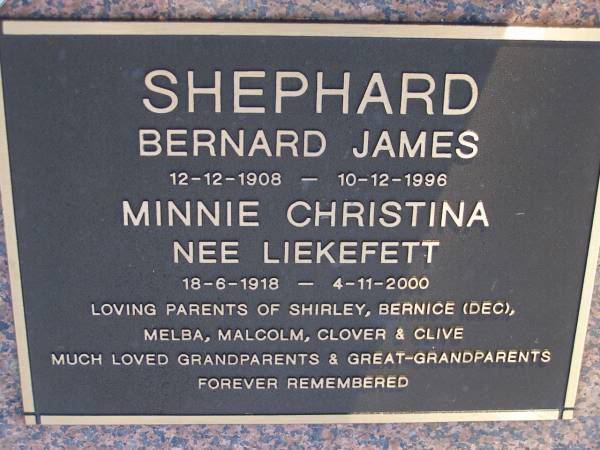 SHEPHARD
BERNARD JAMES
12-12-1908 — 10-12-1996
MINNIE CHRISTINA
NEE LIEKEFETT
18-6-1918 — 4-11-2000
LOVING PARENTS OF SHIRLEY, BERNICE (DEC),
MELBA, MALCOLM, CLOVER & CLIVE
MUCH LOVED GRANDPARENTS & GREAT-GRANDPARENTS
FOREVER REMEMBERED